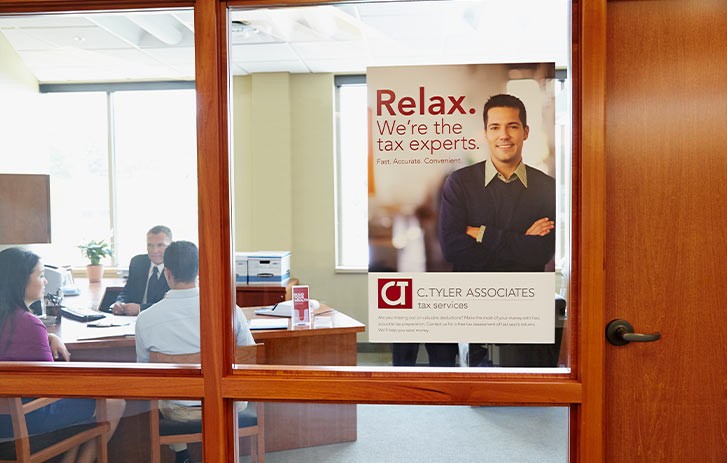 Relax.
We're the
tax experts.
Fast. Accurate. Convenient.
CT
C.TYLER ASSOCIATES
tax services
Are you missing out on valuable deductions? Make the most of your money with fast,
accurate tax preparation. Contact us for a free tax assessment of last year's returns.
We'll help you save money.